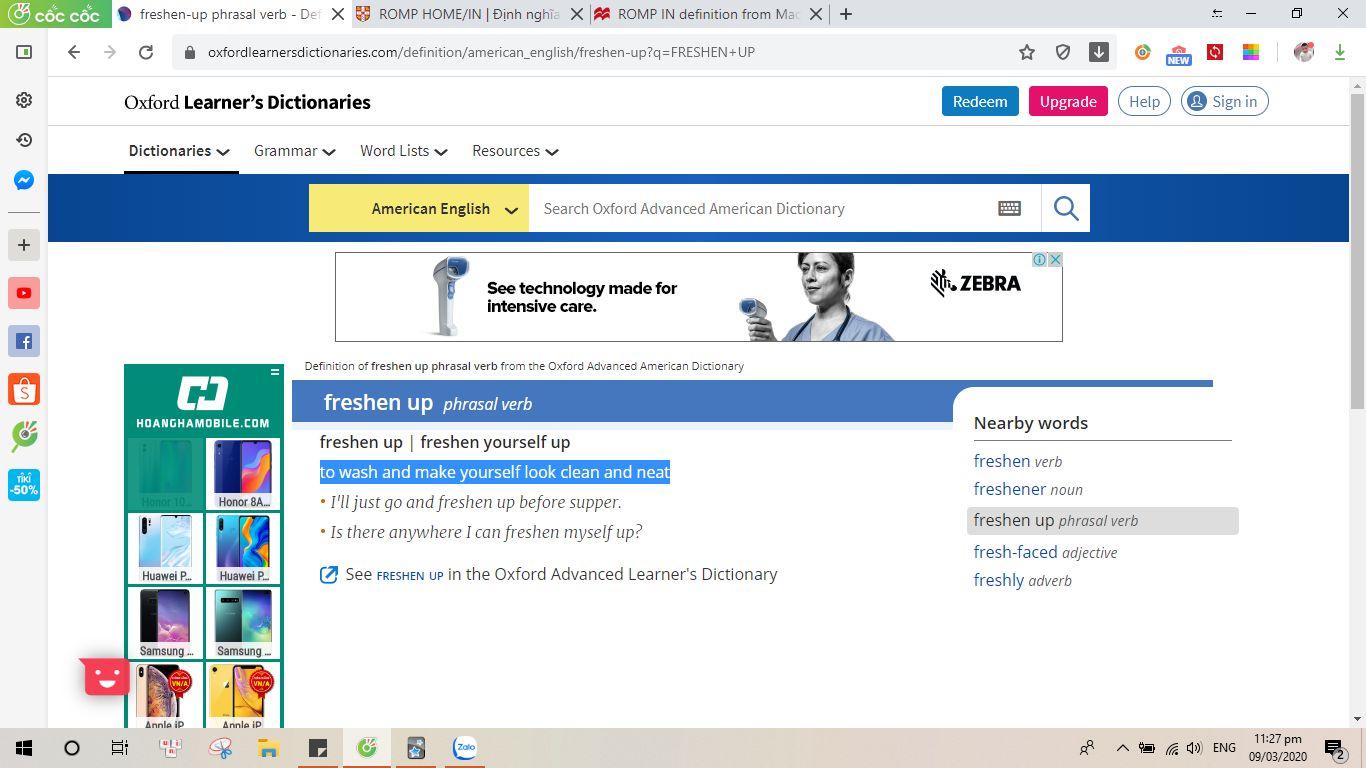 cốc cốc
freshen-up phrasal verb - Def
ROMP HOME/IN | Định nghĩa
ROMP IN definition from Mac
oxfordlearnersdictionaries.com/definition/american_english/freshen-up?q=FRESHEN+UP
NEW
Oxford Learner's Dictionaries
Redeem
Upgrade
Help
Sign in
Dictionaries
Grammar
Word Lists
Resources
American English
Search Oxford Advanced American Dictionary
See technology made for
intensive care.
ZEBRA
TIKI
-50%
HOANGHAMOBILE.COM
Honor 10...
Honor 8A...
Huawei P...
Huawei P...
Samsung ...
Samsung ...
VN/A
VN/A
Apple iP
Apple iP
Definition of freshen up phrasal verb from the Oxford Advanced American Dictionary
freshen up phrasal verb
freshen up | freshen yourself up
to wash and make yourself look clean and neat
• I'll just go and freshen up before supper.
• Is there anywhere I can freshen myself up?
See FRESHEN UP in the Oxford Advanced Learner's Dictionary
Nearby words
freshen verb
freshener noun
freshen up phrasal verb
fresh-faced adjective
freshly adverb
Zalo
ENG
11:27 pm
09/03/2020
2